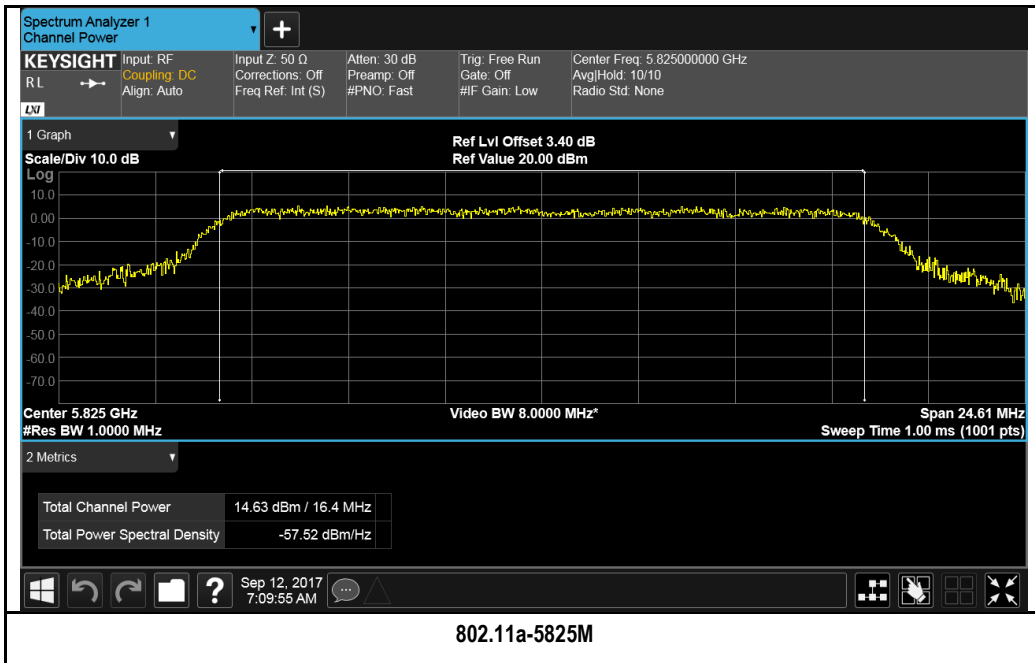 Spectrum Analyzer 1
Channel Power
KEYSIGHT
R L
LXI
Input: RF
Coupling: DC
Align: Auto
Input Z: 50 Ω
Corrections: Off
Freq Ref: Int (S)
Atten: 30 dB
Preamp: Off
#PNO: Fast
Trig: Free Run
Gate: Off
#IF Gain: Low
Center Freq: 5.825000000 GHz
Avg|Hold: 10/10
Radio Std: None
1 Graph
Scale/Div 10.0 dB
Ref Lvl Offset 3.40 dB
Ref Value 20.00 dBm
Log
10.0
0.00
-10.0
-20.0
-30.0
-40.0
-50.0
-60.0
-70.0
Center 5.825 GHz
#Res BW 1.0000 MHz
Video BW 8.0000 MHz*
Span 24.61 MHz
Sweep Time 1.00 ms (1001 pts)
2 Metrics
Total Channel Power 14.63 dBm / 16.4 MHz
Total Power Spectral Density -57.52 dBm/Hz
?
Sep 12, 2017
7:09:55 AM
802.11a-5825M